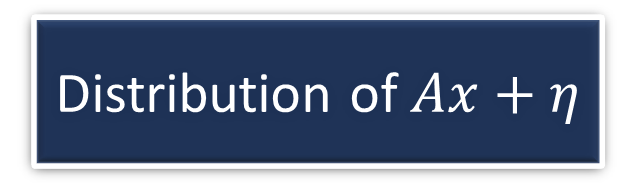 Distribution of 𝐴𝑥 + 𝜂